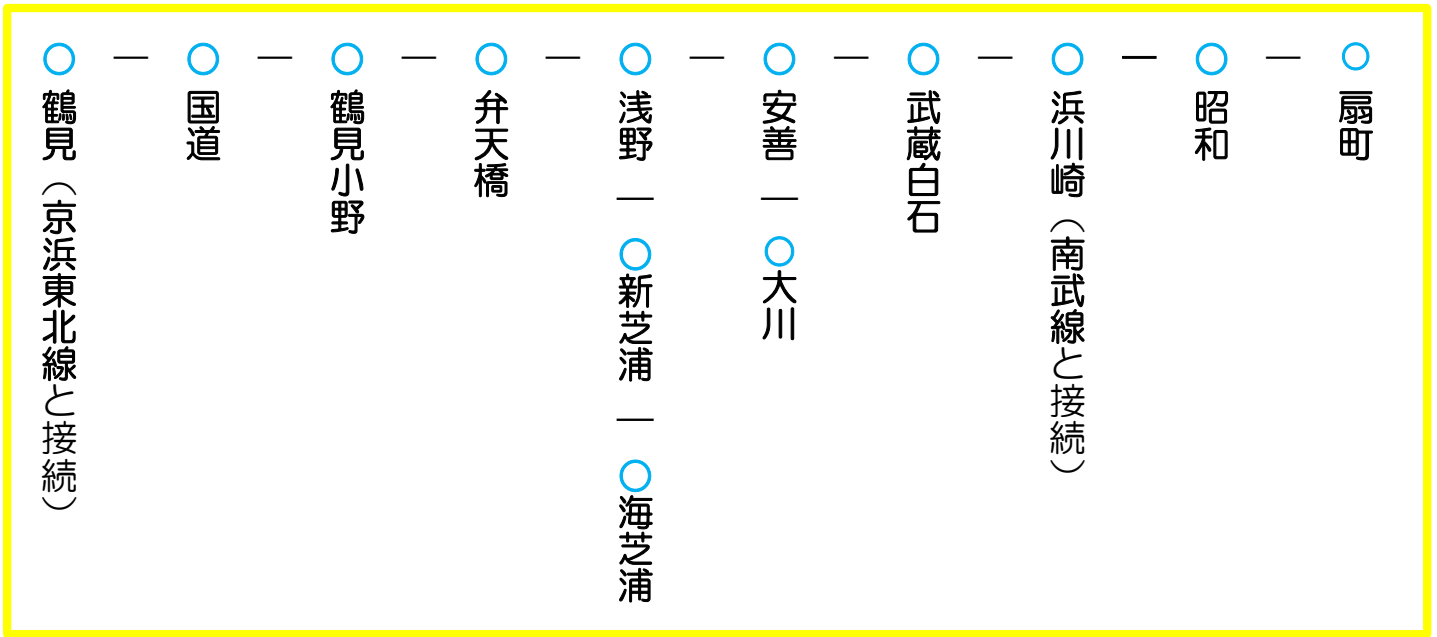 鶴見（京浜東北線と接続）
国道
鶴見小野
弁天橋
浅野
新芝浦
海芝浦
安善
大川
武蔵白石
浜川崎（南武線と接続）
昭和
扇町